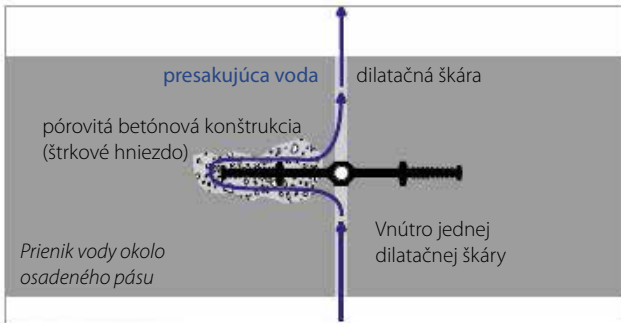 presakujúca voda
dilatačná škára
pórovitá betónová konštrukcia
(štrkové hniezdo)
Vnútro jednej
dilatačnej škáry
Prienik vody okolo
osadeného pásu